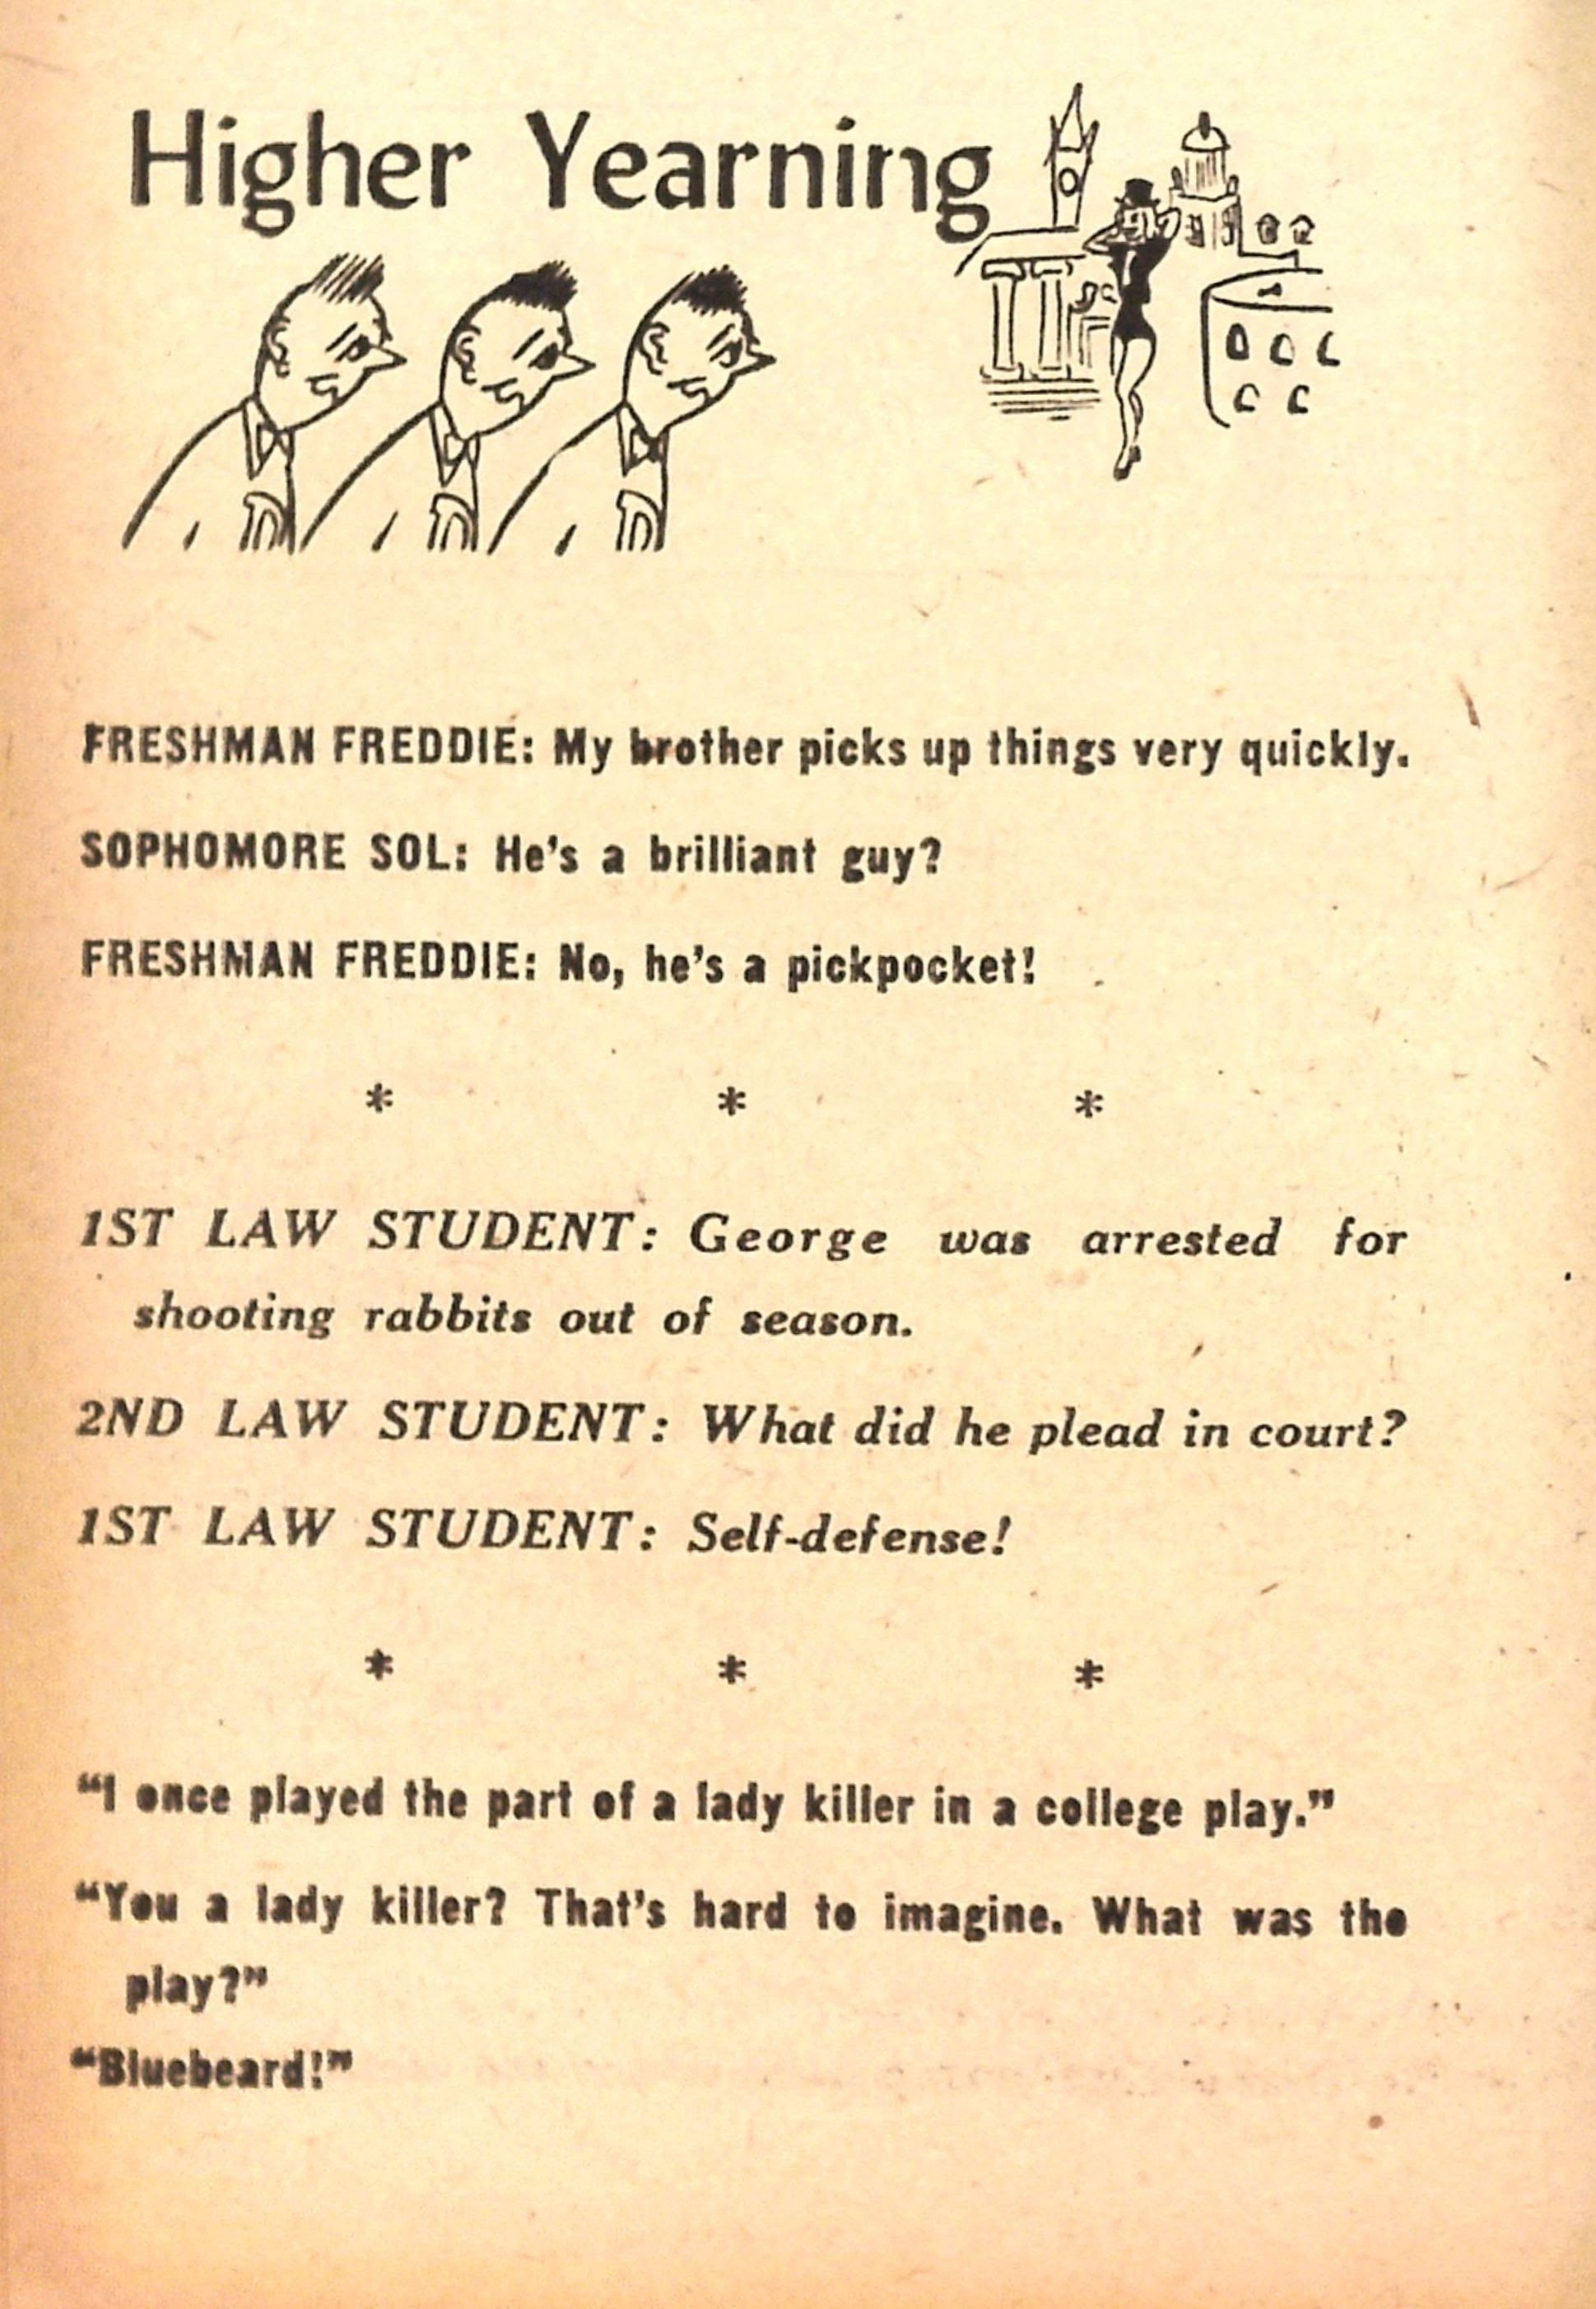 Higher Yearning
FRESHMAN FREDDIE: My brother picks up things very quickly.
SOPHOMORE SOL: He's a brilliant guy?
FRESHMAN FREDDIE: No, he's a pickpocket!
* * *
1ST LAW STUDENT: George was arrested for
shooting rabbits out of season.
2ND LAW STUDENT: What did he plead in court?
1ST LAW STUDENT: Self-defense!
* * *
“I once played the part of a lady killer in a college play.”
“You a lady killer? That's hard to imagine. What was the
play?”
“Bluebeard!”